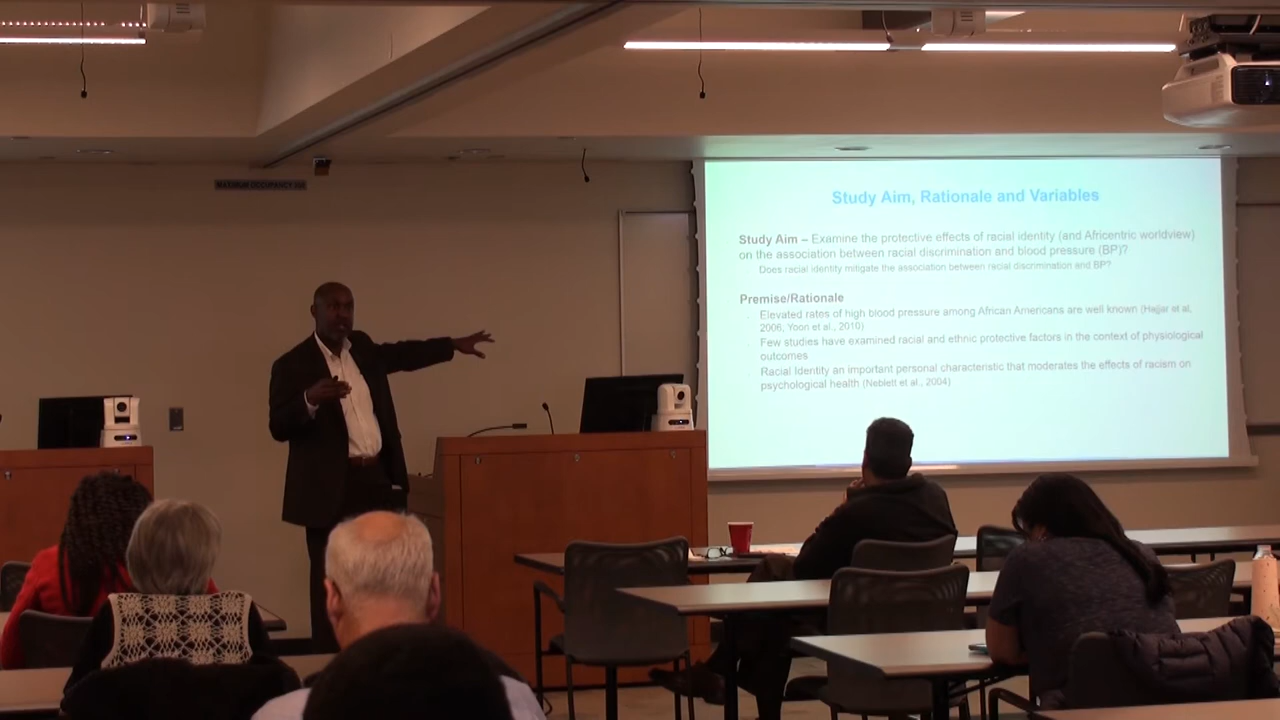 MAXIMUM OCCUPANCY
Study Aim, Rationale and Variables
Study Aim – Examine the protective effects of racial identity (and Africentric worldview)
on the association between racial discrimination and blood pressure (BP)?
Does racial identity mitigate the association between racial discrimination and BP?
Premise/Rationale
Elevated rates of high blood pressure among African Americans are well known (Hajjar et al,
2006, Yoon et al., 2010)
Few studies have examined racial and ethnic protective factors in the context of physiological
outcomes
Racial Identity an important personal characteristic that moderates the effects of racism on
psychological health (Neblett et al., 2004)